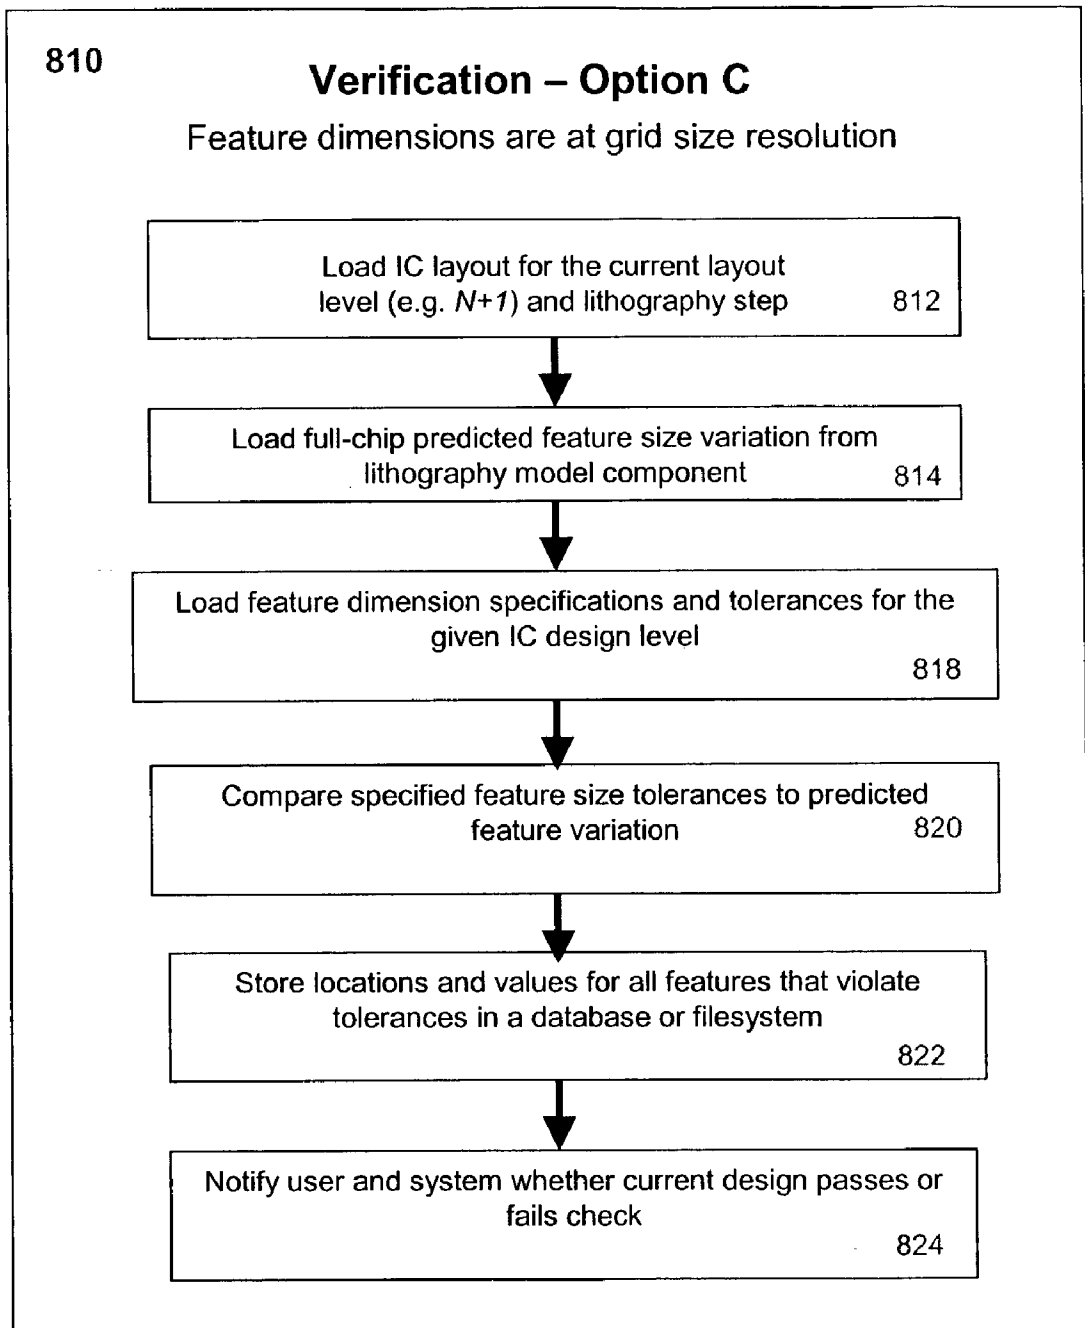 810
Verification – Option C
Feature dimensions are at grid size resolution
Load IC layout for the current layout
level (e.g. N+1) and lithography step
812
Load full-chip predicted feature size variation from
lithography model component
814
Load feature dimension specifications and tolerances for the
given IC design level
818
Compare specified feature size tolerances to predicted
feature variation
820
Store locations and values for all features that violate
tolerances in a database or filesystem
822
Notify user and system whether current design passes or
fails check
824